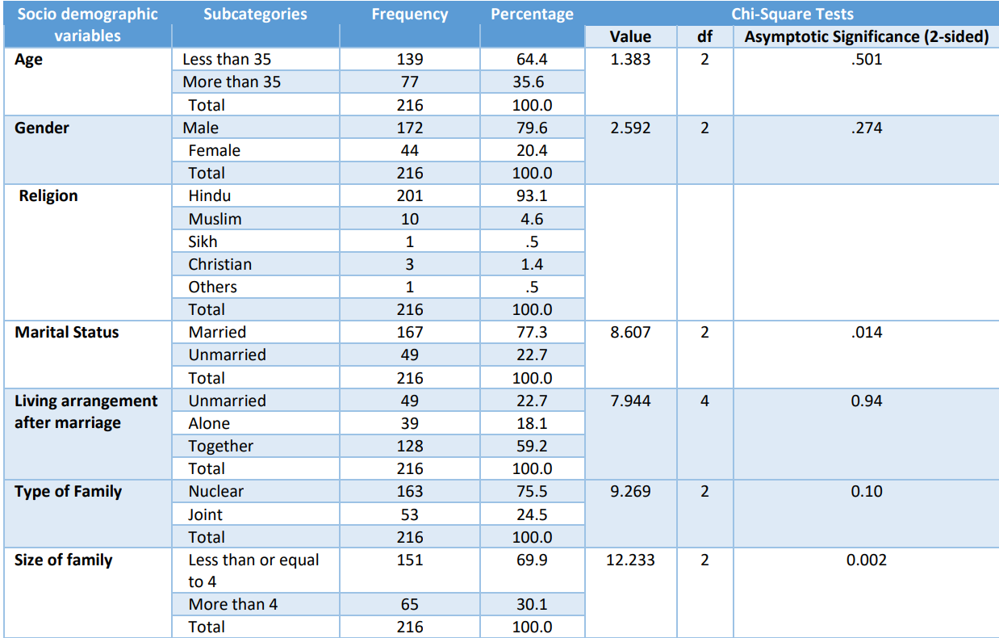 Socio demographic variables Subcategories Frequency Percentage Chi-Square Tests
Value df Asymptotic Significance (2-sided)
Age Less than 35 139 64.4 1.383 2 .501
More than 35 77 35.6
Total 216 100.0
Gender Male 172 79.6 2.592 2 .274
Female 44 20.4
Total 216 100.0
Religion Hindu 201 93.1
Muslim 10 4.6
Sikh 1 .5
Christian 3 1.4
Others 1 .5
Total 216 100.0
Marital Status Married 167 77.3 8.607 2 .014
Unmarried 49 22.7
Total 216 100.0
Living arrangement after marriage Unmarried 49 22.7 7.944 4 0.94
Alone 39 18.1
Together 128 59.2
Total 216 100.0
Type of Family Nuclear 163 75.5 9.269 2 0.10
Joint 53 24.5
Total 216 100.0
Size of family Less than or equal to 4 151 69.9 12.233 2 0.002
More than 4 65 30.1
Total 216 100.0